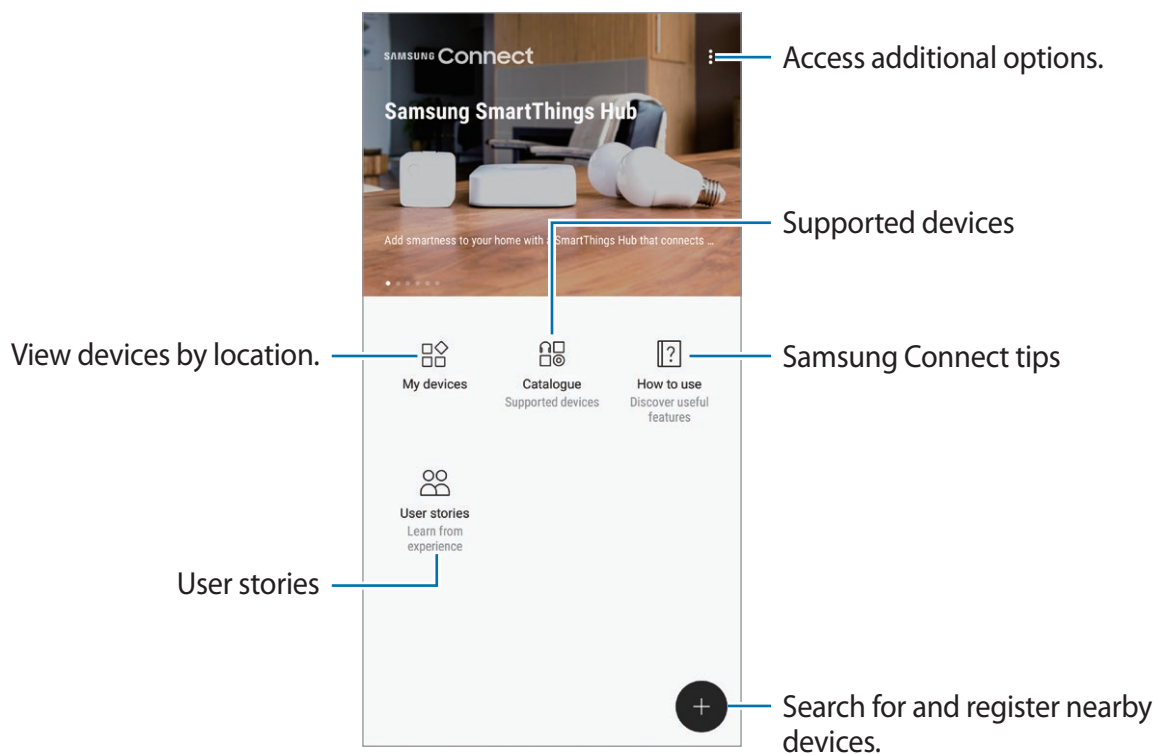 SAMSUNG Connect
Access additional options.
Samsung SmartThings Hub
Supported devices
Add smartness to your home with a SmartThings Hub that connects ...
View devices by location.
My devices
Catalogue
Supported devices
?
How to use
Discover useful
features
Samsung Connect tips
User stories
Learn from
experience
User stories
+
Search for and register nearby
devices.